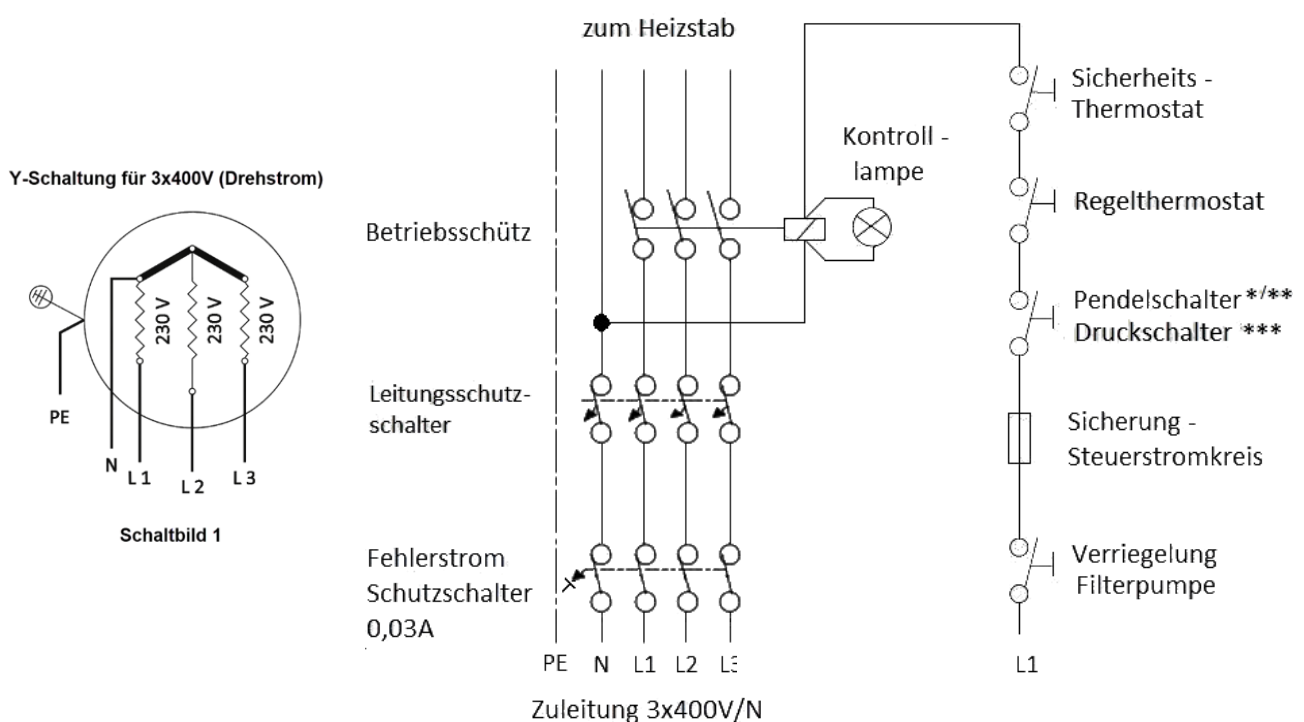 zum Heizstab
Y-Schaltung für 3x400V (Drehstrom)
230 V
230 V
230 V
PE
N
L 1
L 2
L 3
Schaltbild 1
Betriebsschütz
Kontroll -
lampe
Leitungsschutz-
schalter
Fehlerstrom
Schutzschalter
0,03A
PE
N
L1
L2
L3
Zuleitung 3x400V/N
Sicherheits -
Thermostat
Regelthermostat
Pendelschalter */**
Druckschalter ***
Sicherung -
Steuerstromkreis
Verriegelung
Filterpumpe
L1